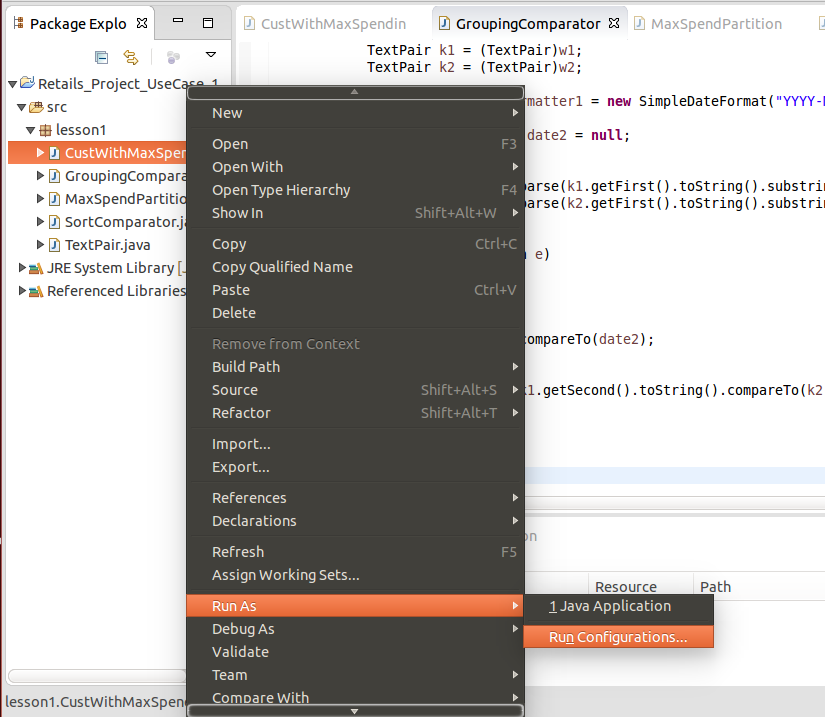 Package Explo
CustWithMaxSpendin
GroupingComparator
MaxSpendPartition
Retails_Project_UseCase_1
src
lesson1
CustWithMaxSpen
GroupingCompara
MaxSpendPartitio
SortComparator.ja
TextPair.java
JRE System Library [
Referenced Libraries
TextPair k1 = (TextPair)w1;
TextPair k2 = (TextPair)w2;
matter1 = new SimpleDateFormat("YYYY-
date2 = null;
parse(k1.getFirst().toString().substrin
parse(k2.getFirst().toString().substrin
e)
compareTo(date2);
1.getSecond().toString().compareTo(k2
New
Open F3
Open With
Open Type Hierarchy F4
Show In Shift+Alt+W
Copy Ctrl+C
Copy Qualified Name
Paste Ctrl+V
Delete
Remove from Context
Build Path
Source Shift+Alt+S
Refactor Shift+Alt+T
Import...
Export...
References
Declarations
Refresh F5
Assign Working Sets...
Run As
Debug As
Validate
Team
Compare With
1 Java Application
Run Configurations...
on
Resource Path
lesson1.CustWithMaxSpen